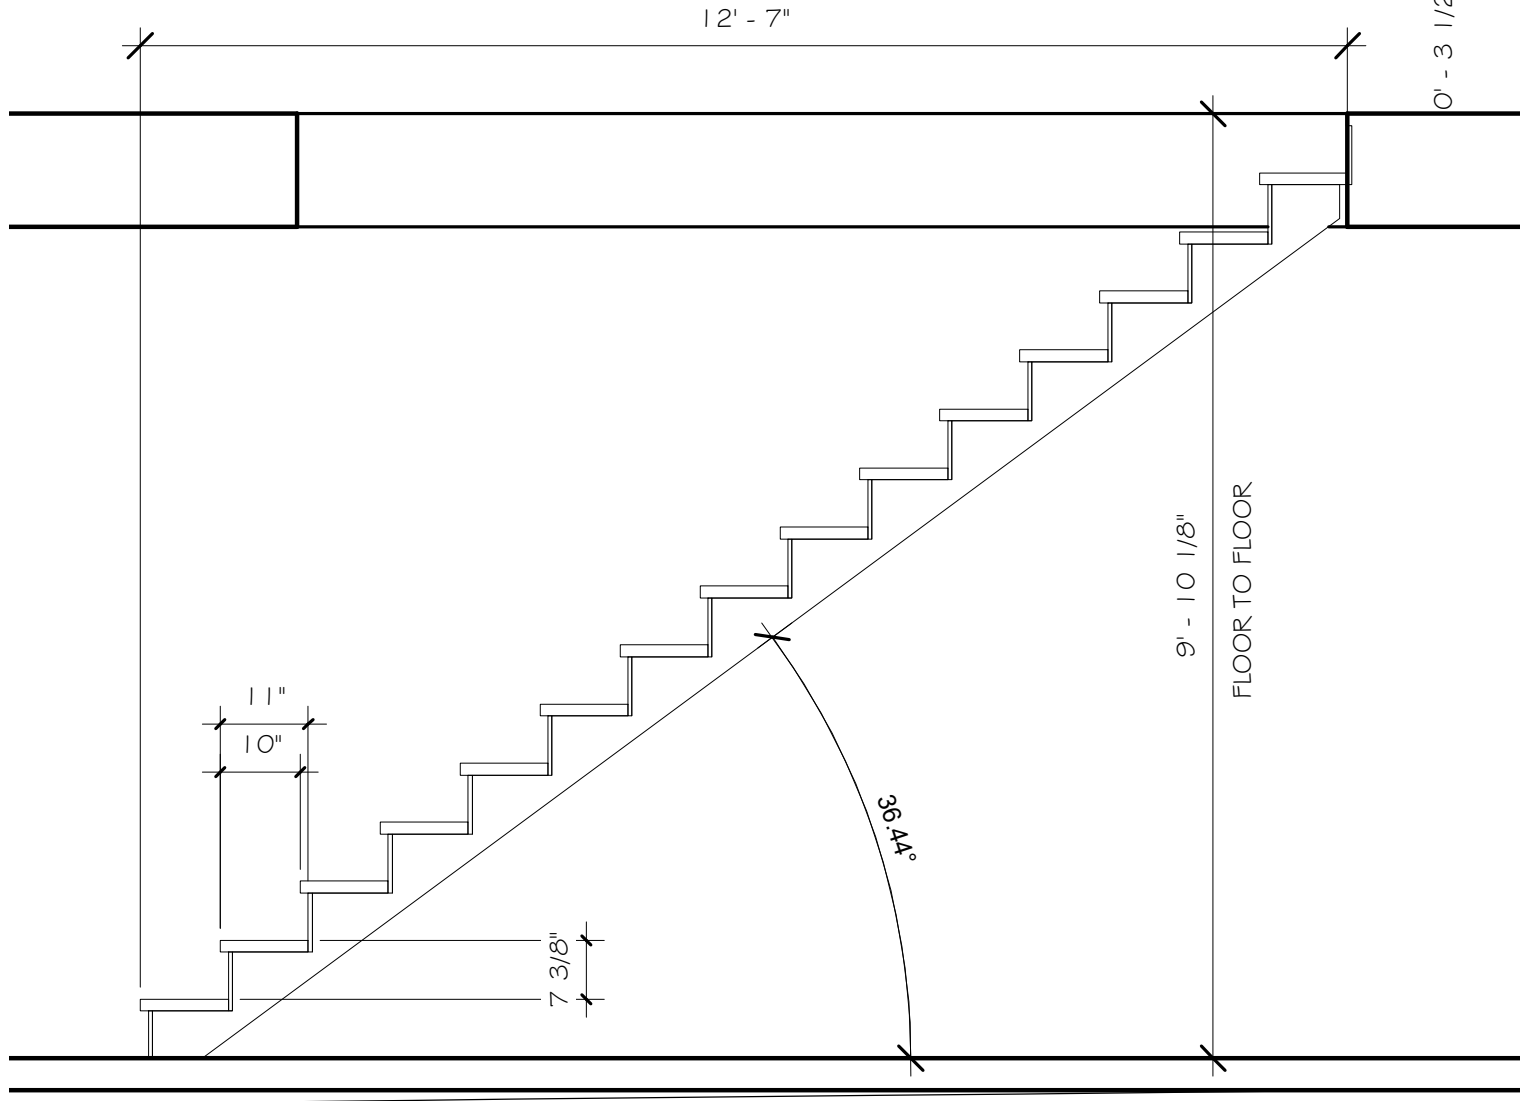 12' - 7"
0' - 3 1/2
9' - 10 1/8"
FLOOR TO FLOOR
11"
10"
36.44°
7 3/8"